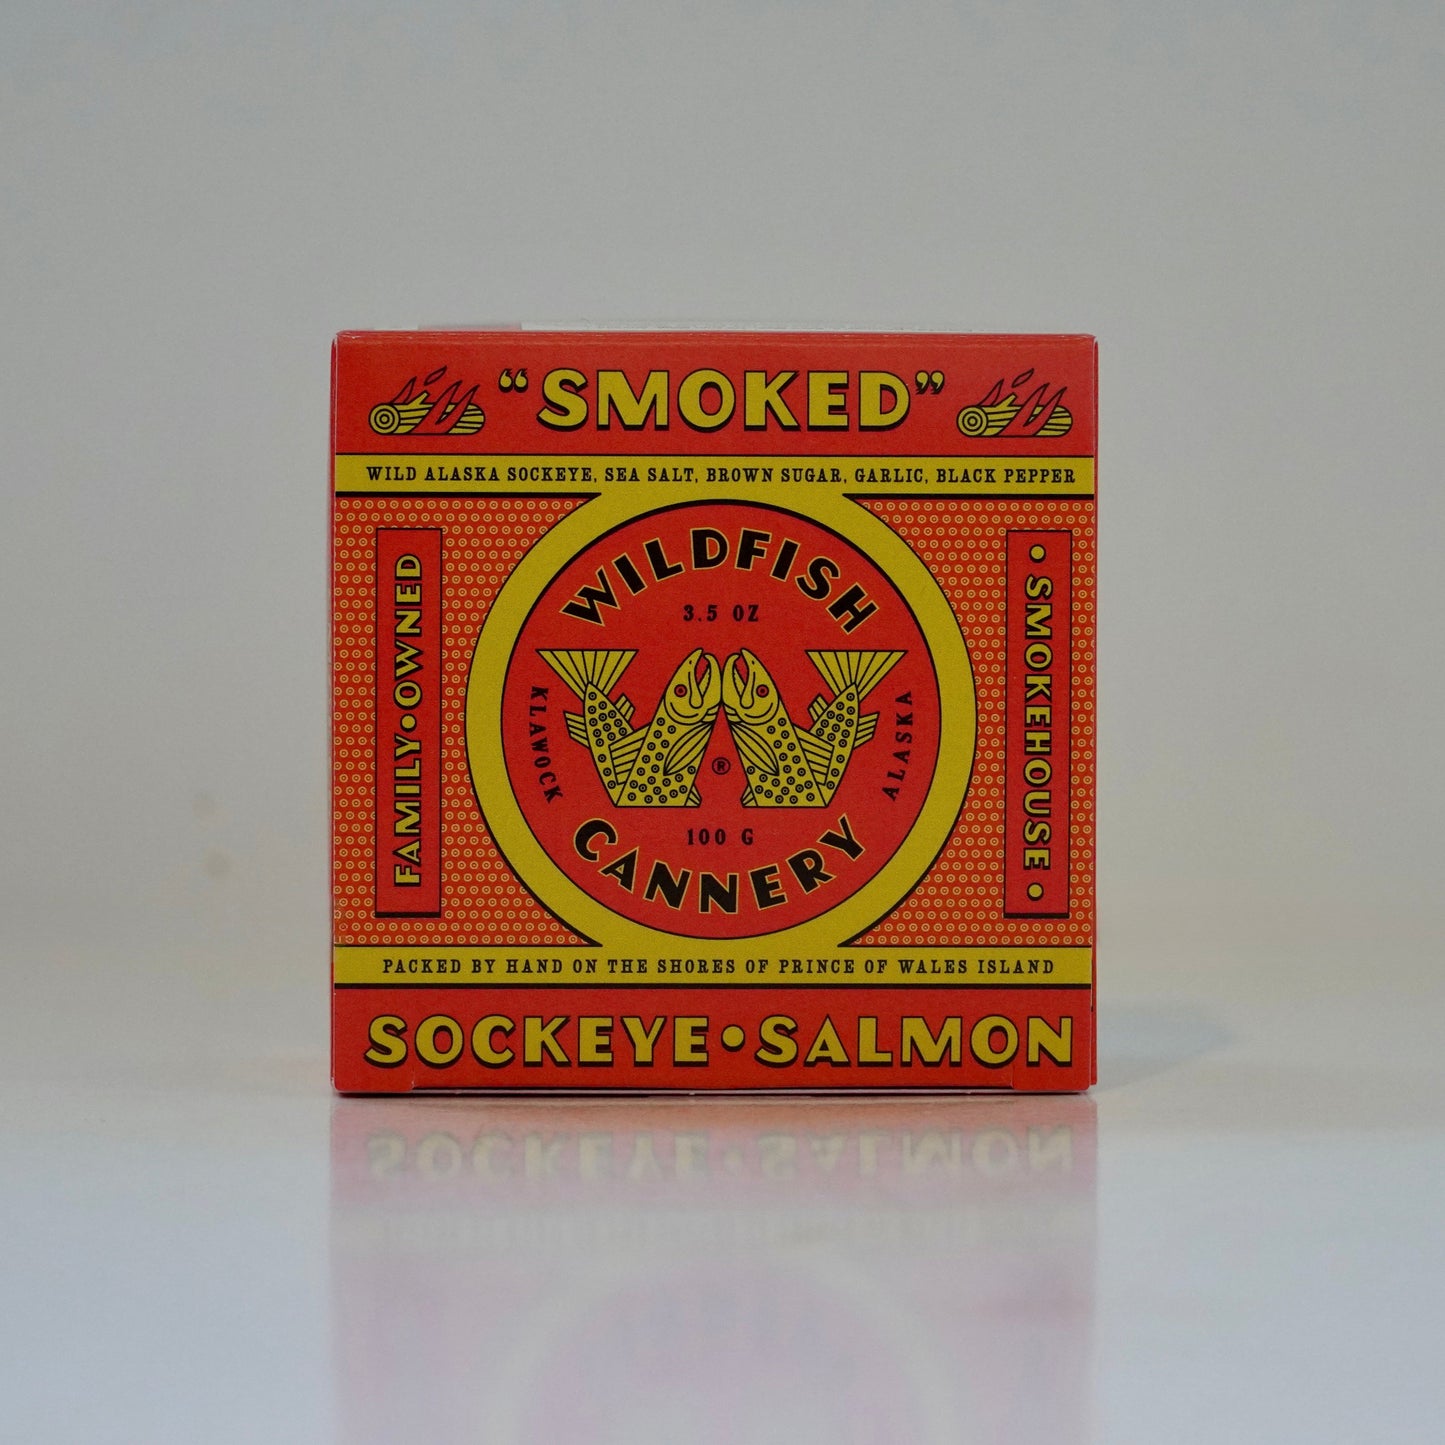 “SMOKED”
WILD ALASKA SOCKEYE, SEA SALT, BROWN SUGAR, GARLIC, BLACK PEPPER
FAMILY•OWNED
WILDFISH
3.5 OZ
KLAWOCK
ALASKA
®
100 G
CANNERY
•SMOKEHOUSE•
PACKED BY HAND ON THE SHORES OF PRINCE OF WALES ISLAND
SOCKEYE•SALMON